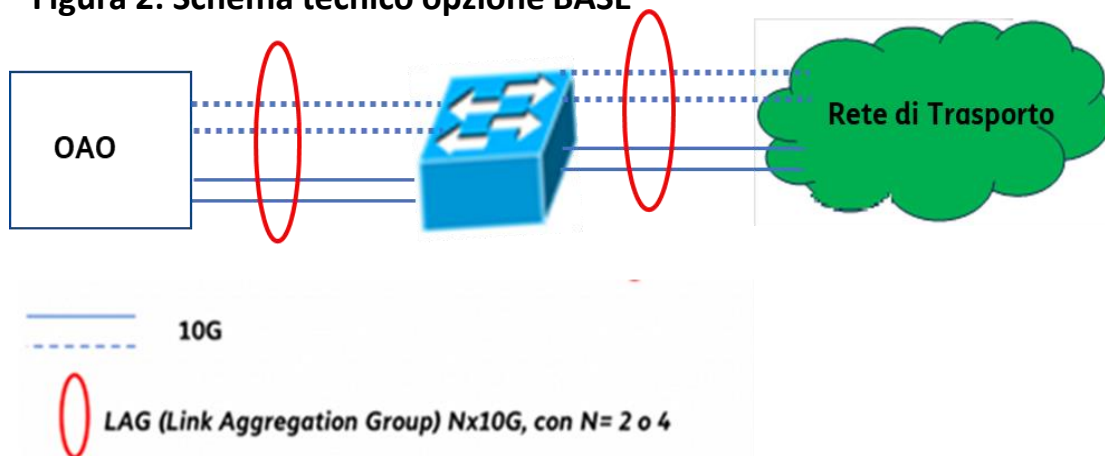 Figura 2: Schema tecnico opzione BASE
OAO
Rete di Trasporto
10G
LAG (Link Aggregation Group) Nx10G, con N= 2 o 4